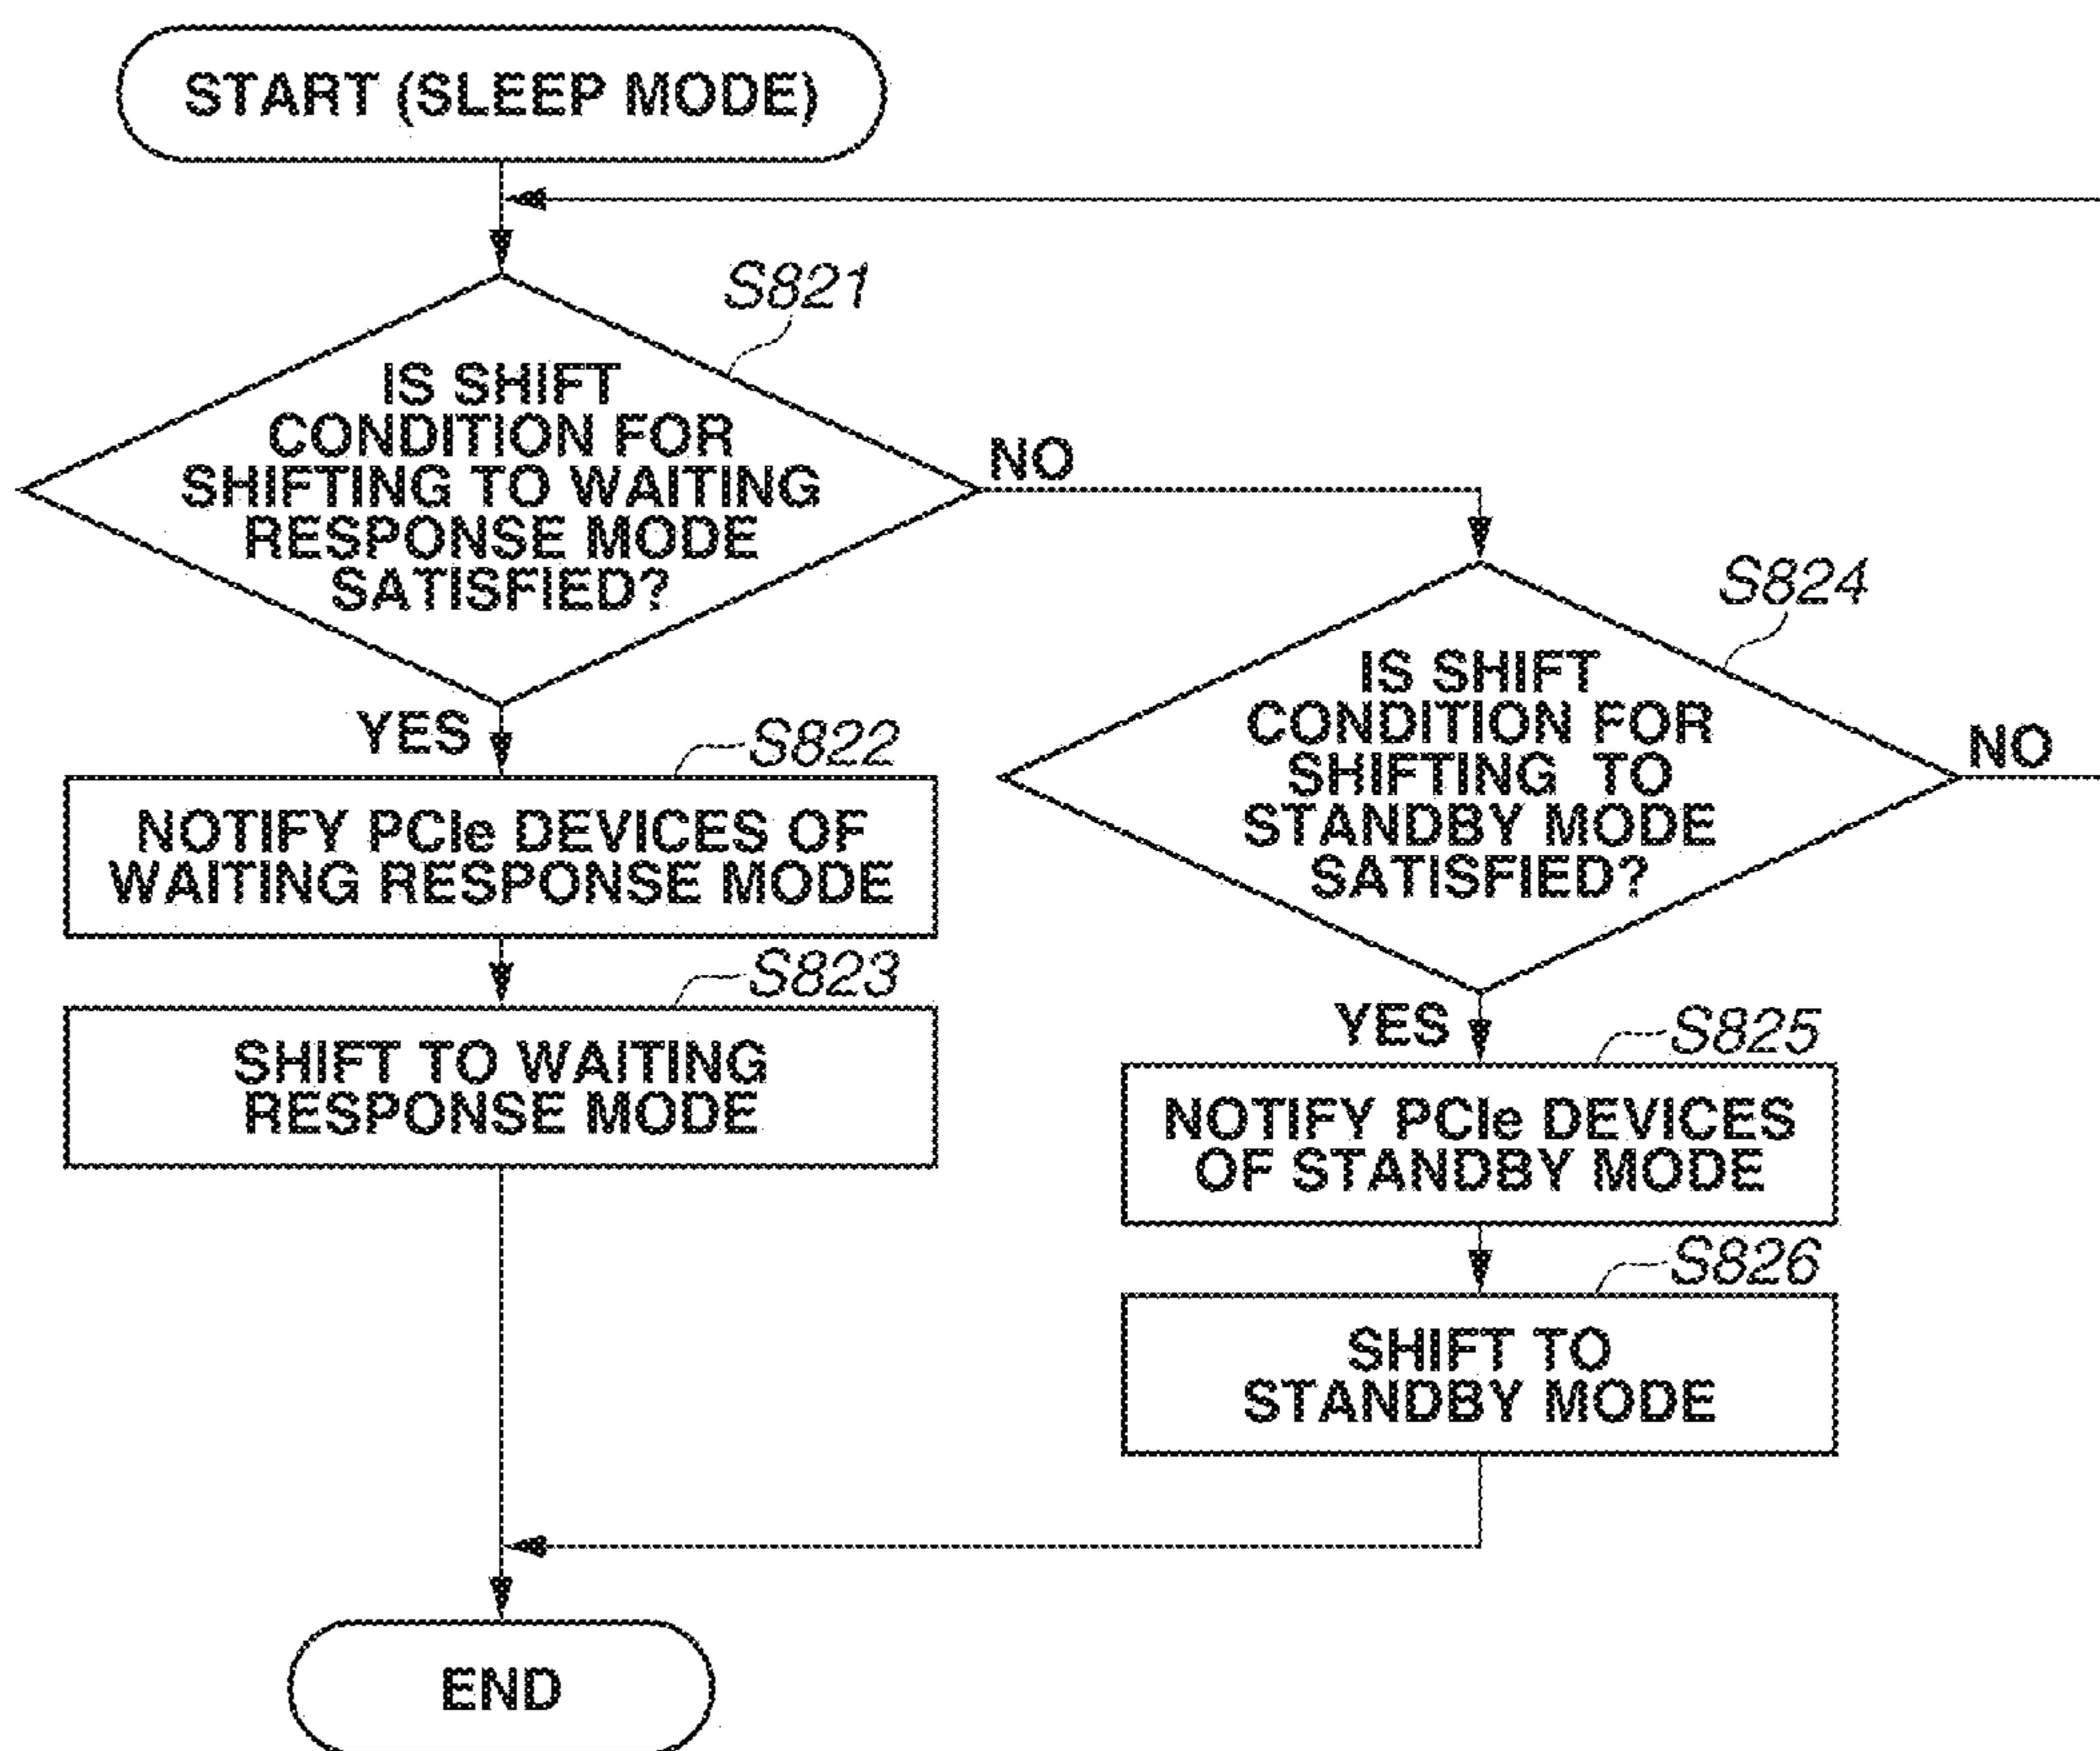 START (SLEEP MODE)
S821
IS SHIFT
CONDITION FOR
SHIFTING TO WAITING
RESPONSE MODE
SATISFIED?
NO
YES
S822
NOTIFY PCIe DEVICES OF
WAITING RESPONSE MODE
S823
SHIFT TO WAITING
RESPONSE MODE
S824
IS SHIFT
CONDITION FOR
SHIFTING TO
STANDBY MODE
SATISFIED?
NO
YES
S825
NOTIFY PCIe DEVICES
OF STANDBY MODE
S826
SHIFT TO
STANDBY MODE
END